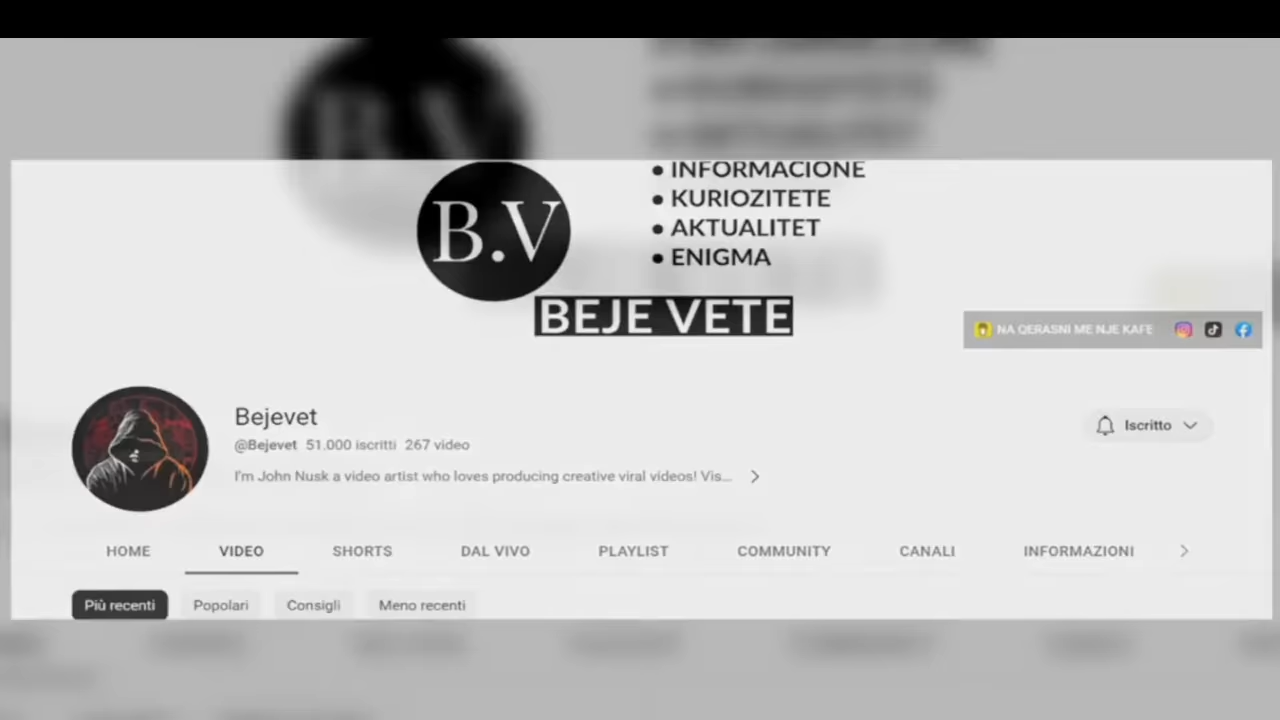 B.V
• INFORMACIONE
• KURIOZITETE
• AKTUALITET
• ENIGMA
BEJE VETE
NA QERASNI ME NJE KAFE
Bejevet
@Bejevet 51.000 iscritti 267 video
Iscritto
I'm John Nusk a video artist who loves producing creative viral videos! Vis...
HOME VIDEO SHORTS DAL VIVO PLAYLIST COMMUNITY CANALI INFORMAZIONI
Più recenti Popolari Consigli Meno recenti